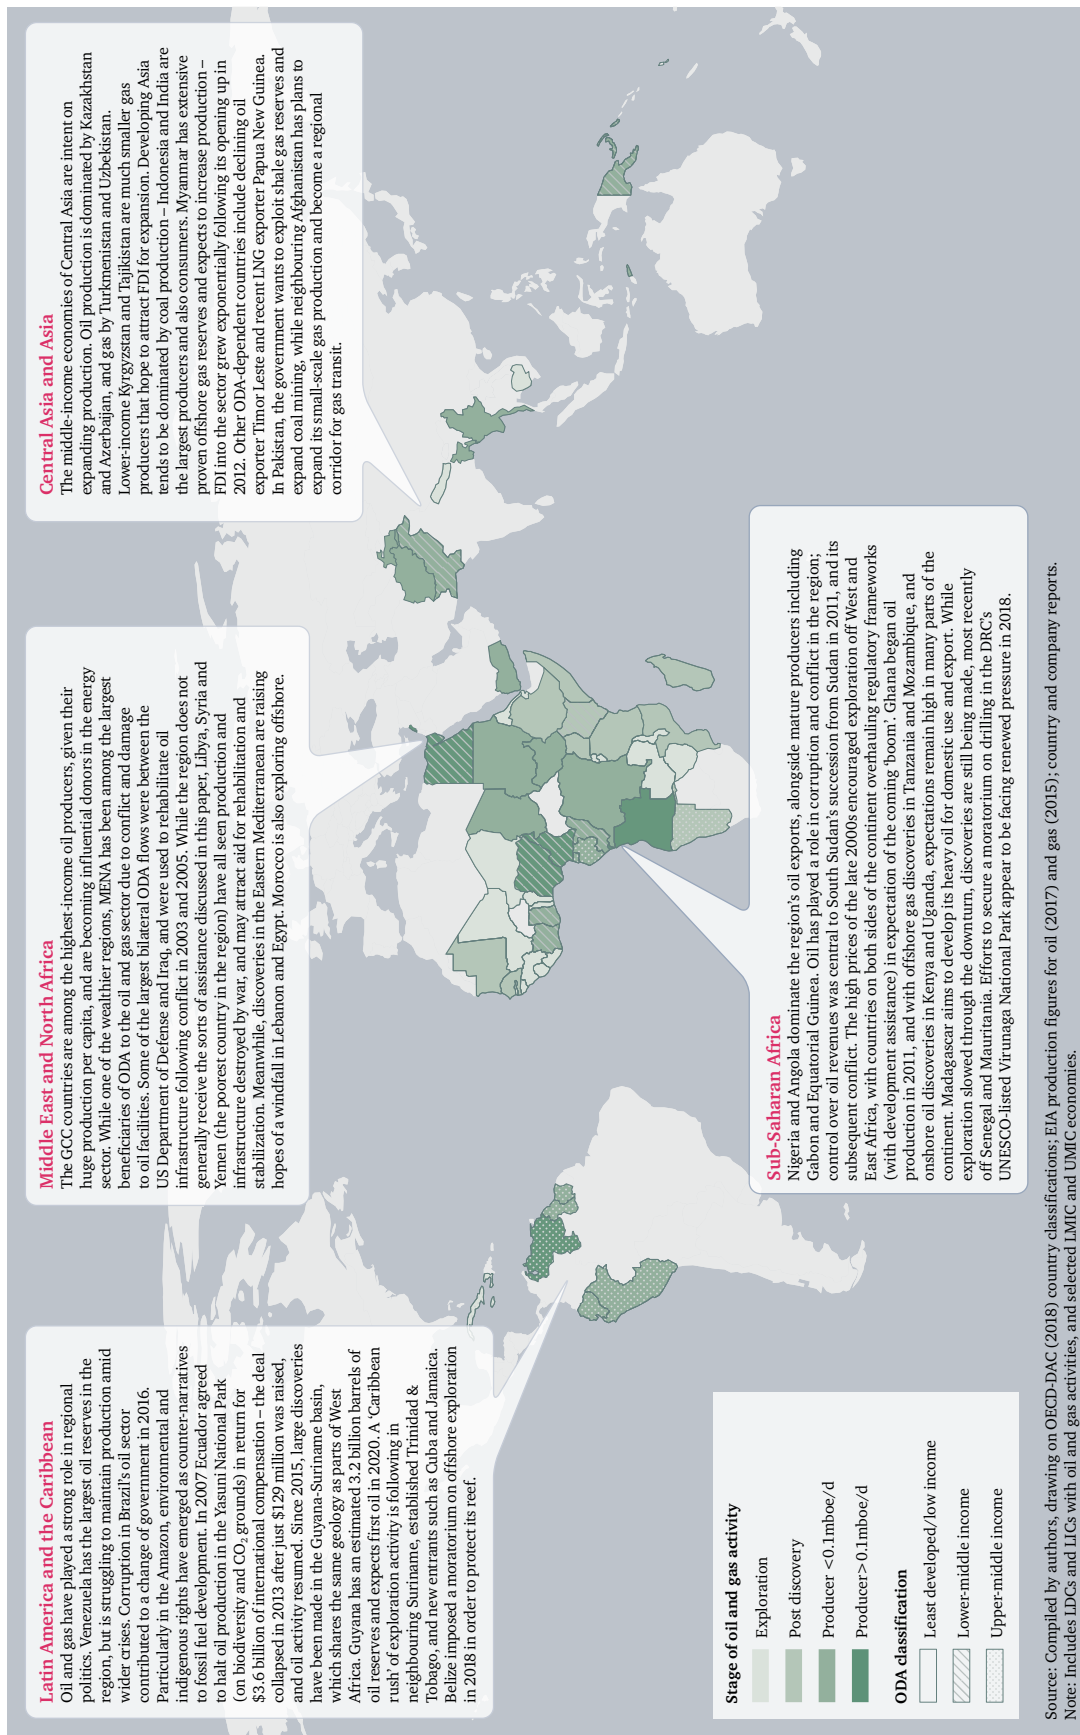 Latin America and the Caribbean
Oil and gas have played a strong role in regional
politics. Venezuela has the largest oil reserves in the
region, but is struggling to maintain production amid
wider crises. Corruption in Brazil's oil sector
contributed to a change of government in 2016.
Particularly in the Amazon, environmental and
indigenous rights have emerged as counter-narratives
to fossil fuel development. In 2007 Ecuador agreed
to halt oil production in the Yasuni National Park
(on biodiversity and CO₂ grounds) in return for
$3.6 billion of international compensation – the deal
collapsed in 2013 after just $129 million was raised,
and oil activity resumed. Since 2015, large discoveries
have been made in the Guyana-Suriname basin,
which shares the same geology as parts of West
Africa. Guyana has an estimated 3.2 billion barrels of
oil reserves and expects first oil in 2020. A 'Caribbean
rush' of exploration activity is following in
neighbouring Suriname, established Trinidad &
Tobago, and new entrants such as Cuba and Jamaica.
Belize imposed a moratorium on offshore exploration
in 2018 in order to protect its reef.
Middle East and North Africa
The GCC countries are among the highest-income oil producers, given their
huge production per capita, and are becoming influential donors in the energy
sector. While one of the wealthier regions, MENA has been among the largest
beneficiaries of ODA to the oil and gas sector due to conflict and damage
to oil facilities. Some of the largest bilateral ODA flows were between the
US Department of Defense and Iraq, and were used to rehabilitate oil
infrastructure following conflict in 2003 and 2005. While the region does not
generally receive the sorts of assistance discussed in this paper, Libya, Syria and
Yemen (the poorest country in the region) have all seen production and
infrastructure destroyed by war, and may attract aid for rehabilitation and
stabilization. Meanwhile, discoveries in the Eastern Mediterranean are raising
hopes of a windfall in Lebanon and Egypt. Morocco is also exploring offshore.
Central Asia and Asia
The middle-income economies of Central Asia are intent on
expanding production. Oil production is dominated by Kazakhstan
and Azerbaijan, and gas by Turkmenistan and Uzbekistan.
Lower-income Kyrgyzstan and Tajikistan are much smaller gas
producers that hope to attract FDI for expansion. Developing Asia
tends to be dominated by coal production – Indonesia and India are
the largest producers and also consumers. Myanmar has extensive
proven offshore gas reserves and expects to increase production –
FDI into the sector grew exponentially following its opening up in
2012. Other ODA-dependent countries include declining oil
exporter Timor Leste and recent LNG exporter Papua New Guinea.
In Pakistan, the government wants to exploit shale gas reserves and
expand coal mining, while neighbouring Afghanistan has plans to
expand its small-scale gas production and become a regional
corridor for gas transit.
Sub-Saharan Africa
Nigeria and Angola dominate the region's oil exports, alongside mature producers including
Gabon and Equatorial Guinea. Oil has played a role in corruption and conflict in the region;
control over oil revenues was central to South Sudan's succession from Sudan in 2011, and its
subsequent conflict. The high prices of the late 2000s encouraged exploration off West and
East Africa, with countries on both sides of the continent overhauling regulatory frameworks
(with development assistance) in expectation of the coming 'boom'. Ghana began oil
production in 2011, and with offshore gas discoveries in Tanzania and Mozambique, and
onshore oil discoveries in Kenya and Uganda, expectations remain high in many parts of the
continent. Madagascar aims to develop its heavy oil for domestic use and export. While
exploration slowed through the downturn, discoveries are still being made, most recently
off Senegal and Mauritania. Efforts to secure a moratorium on drilling in the DRC's
UNESCO-listed Virunaga National Park appear to be facing renewed pressure in 2018.
Stage of oil and gas activity
Exploration
Post discovery
Producer <0.1mboe/d
Producer>0.1mboe/d
ODA classification
Least developed/low income
Lower-middle income
Upper-middle income
Source: Compiled by authors, drawing on OECD-DAC (2018) country classifications; EIA production figures for oil (2017) and gas (2015); country and company reports.
Note: Includes LDCs and LICs with oil and gas activities, and selected LMIC and UMIC economies.